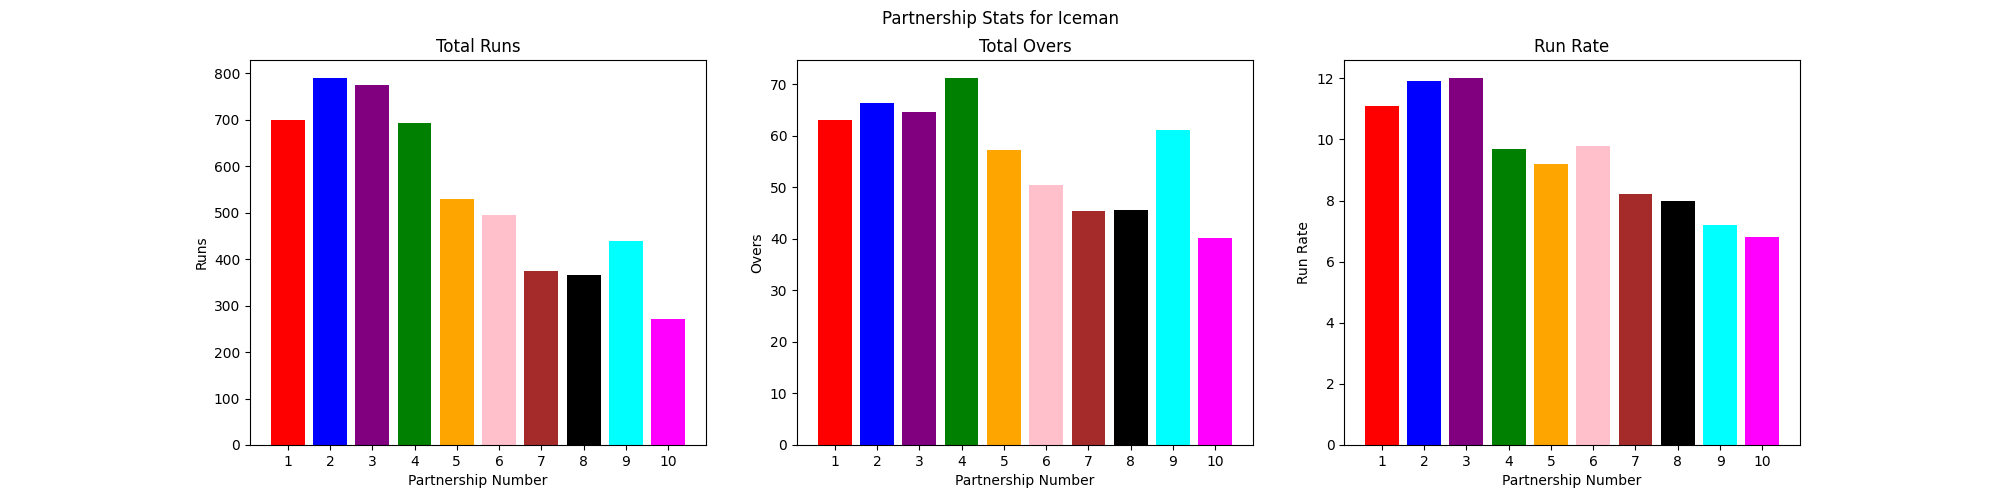 Partnership Stats for Iceman
Total Runs
Runs
800
700
600
500
400
300
200
100
0
1 2 3 4 5 6 7 8 9 10
Partnership Number
Total Overs
Overs
70
60
50
40
30
20
10
0
1 2 3 4 5 6 7 8 9 10
Partnership Number
Run Rate
Run Rate
12
10
8
6
4
2
0
1 2 3 4 5 6 7 8 9 10
Partnership Number